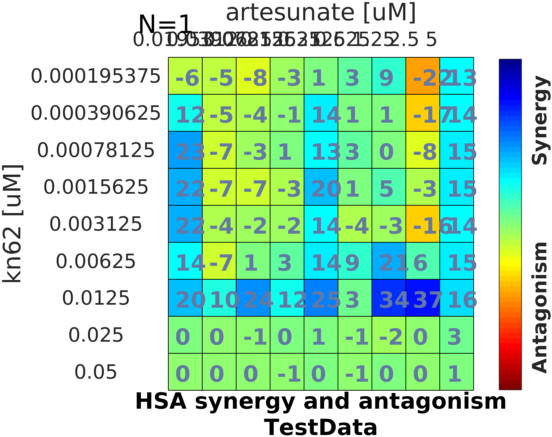 artesunate [uM]
N=1
2.5 5
0.000195375 -6 -5 -8 -3 1 3 9 -22 13
0.000390625 12 -5 -4 -1 14 1 -1 -17 14
0.00078125 23 -7 -3 1 13 3 0 -8 15
0.0015625 22 -7 -7 -3 20 1 5 -3 15
0.003125 22 -4 -2 -2 14 -4 -3 -16 14
0.00625 14 -7 1 3 14 9 21 6 15
0.0125 20 10 24 12 25 3 34 37 16
0.025 0 0 -1 0 1 -1 -2 0 3
0.05 0 0 0 -1 0 -1 0 0 1
kn62 [uM]
Synergy
Antagonism
HSA synergy and antagonism
TestData